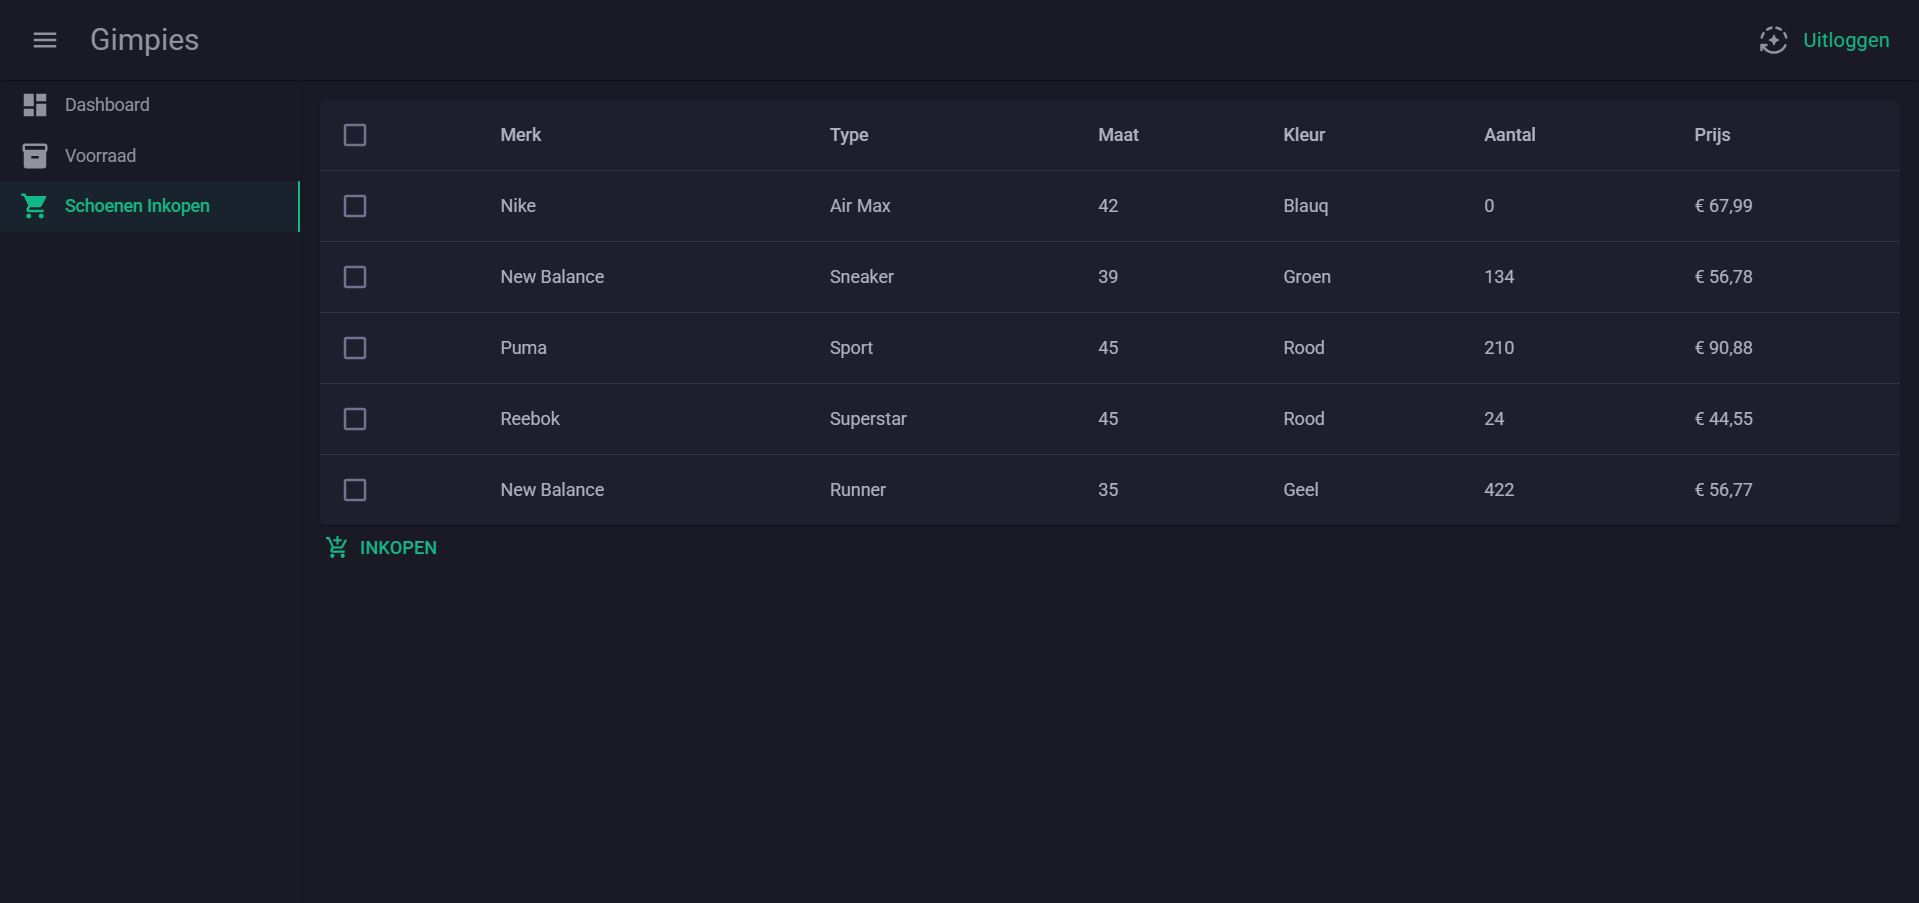 Gimpies
Uitloggen
Dashboard
Voorraad
Schoenen Inkopen
Merk Type Maat Kleur Aantal Prijs
Nike Air Max 42 Blauq 0 € 67,99
New Balance Sneaker 39 Groen 134 € 56,78
Puma Sport 45 Rood 210 € 90,88
Reebok Superstar 45 Rood 24 € 44,55
New Balance Runner 35 Geel 422 € 56,77
INKOPEN